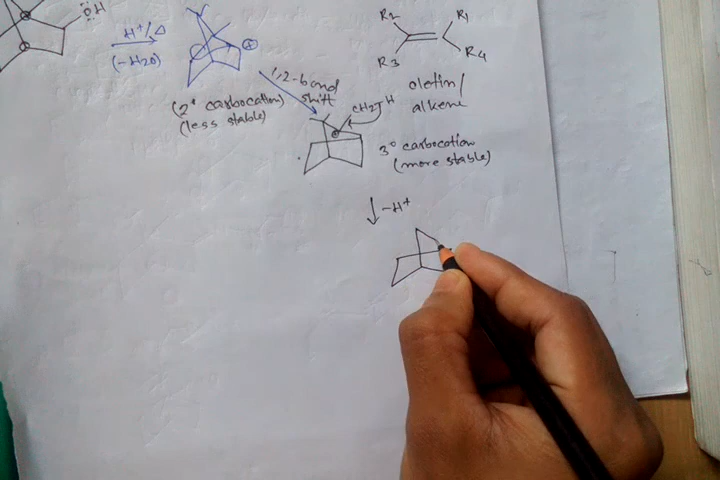 ÖH
H⁺/Δ
(-H₂O)
⊕
(2° carbocation)
(less stable)
1,2-bond
shift
R₂
R₁
R₃
R₄
olefin/
alkene
CH₂-H
⊕
3° carbocation
(more stable)
-H⁺